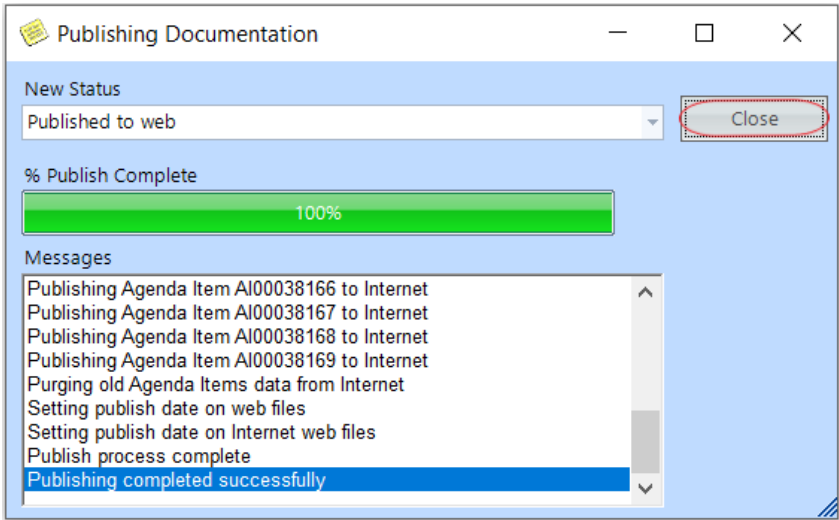 Publishing Documentation
New Status
Published to web
Close
% Publish Complete
100%
Messages
Publishing Agenda Item AI00038166 to Internet
Publishing Agenda Item AI00038167 to Internet
Publishing Agenda Item AI00038168 to Internet
Publishing Agenda Item AI00038169 to Internet
Purging old Agenda Items data from Internet
Setting publish date on web files
Setting publish date on Internet web files
Publish process complete
Publishing completed successfully